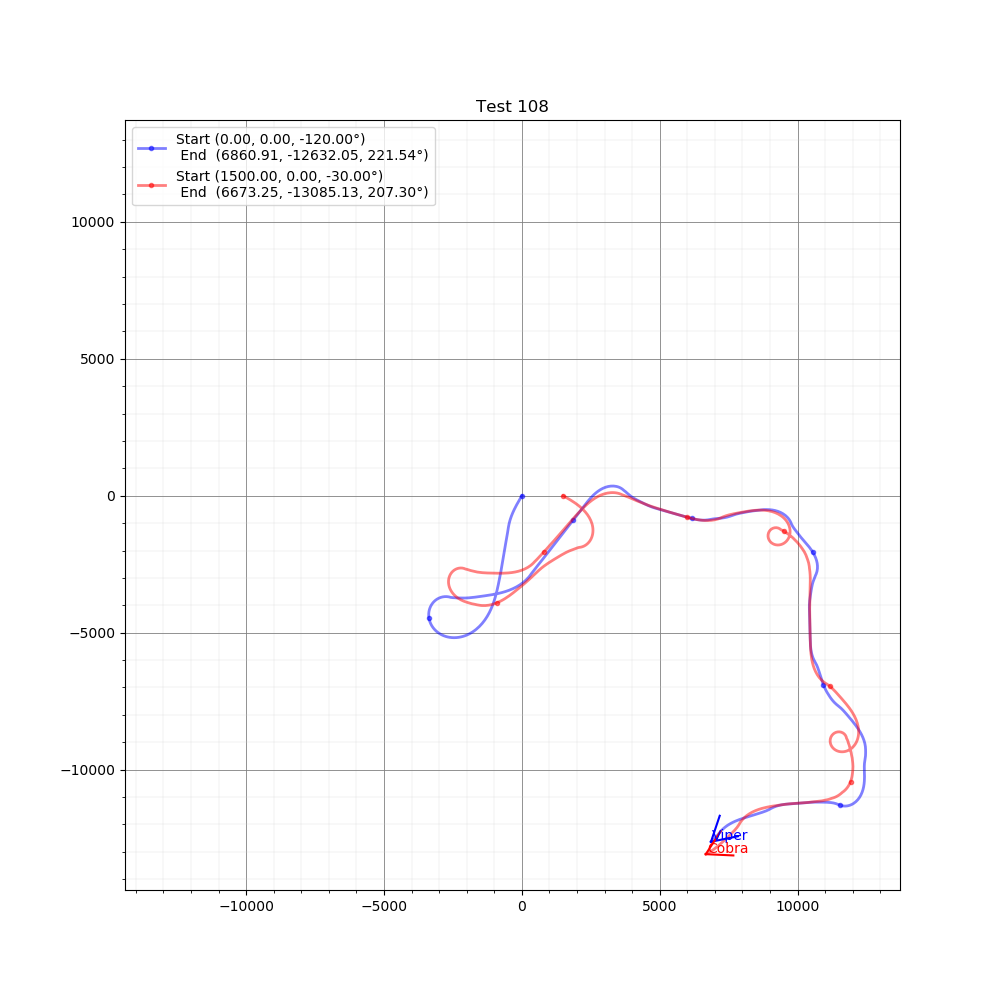 Test 108
Start (0.00, 0.00, -120.00°)
End (6860.91, -12632.05, 221.54°)
Start (1500.00, 0.00, -30.00°)
End (6673.25, -13085.13, 207.30°)
10000
5000
0
−5000
−10000
Viper
Cobra
−10000 −5000 0 5000 10000